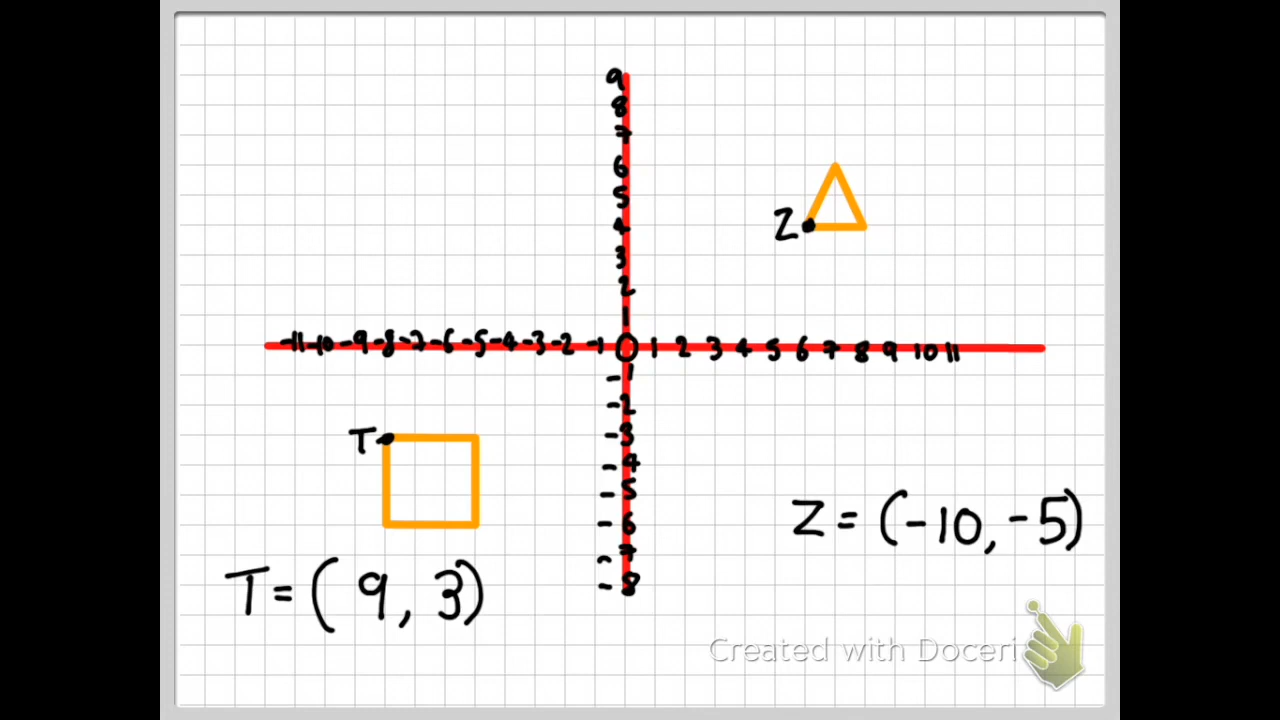 9
8
7
6
5
4
3
2
1
Z
-11 -10 -9 -8 -7 -6 -5 -4 -3 -2 -1 0 1 2 3 4 5 6 7 8 9 10 11
-1
-2
-3
-4
-5
-6
-7
-8
T
Z = (-10, -5)
T = ( 9, 3)
Created with Doceri